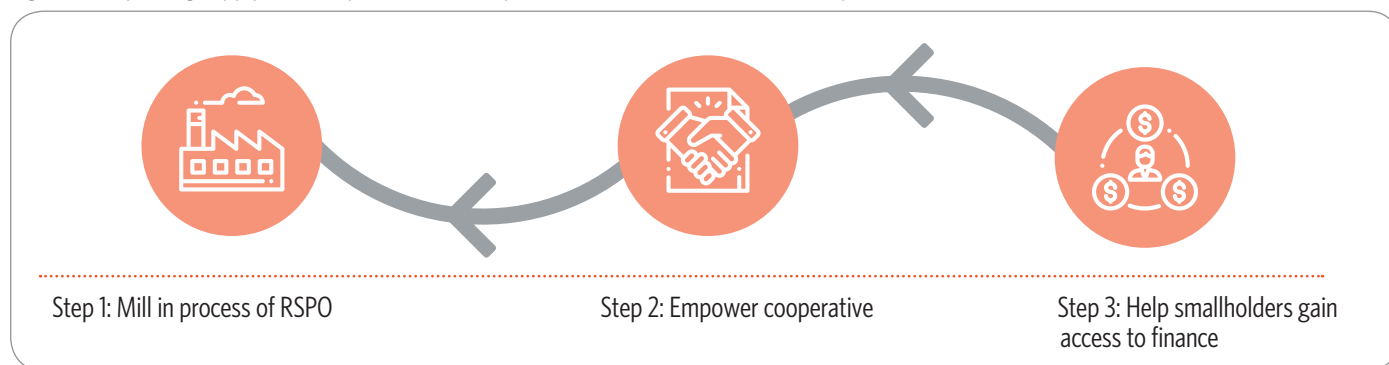 Step 1: Mill in process of RSPO
Step 2: Empower cooperative
Step 3: Help smallholders gain
access to finance